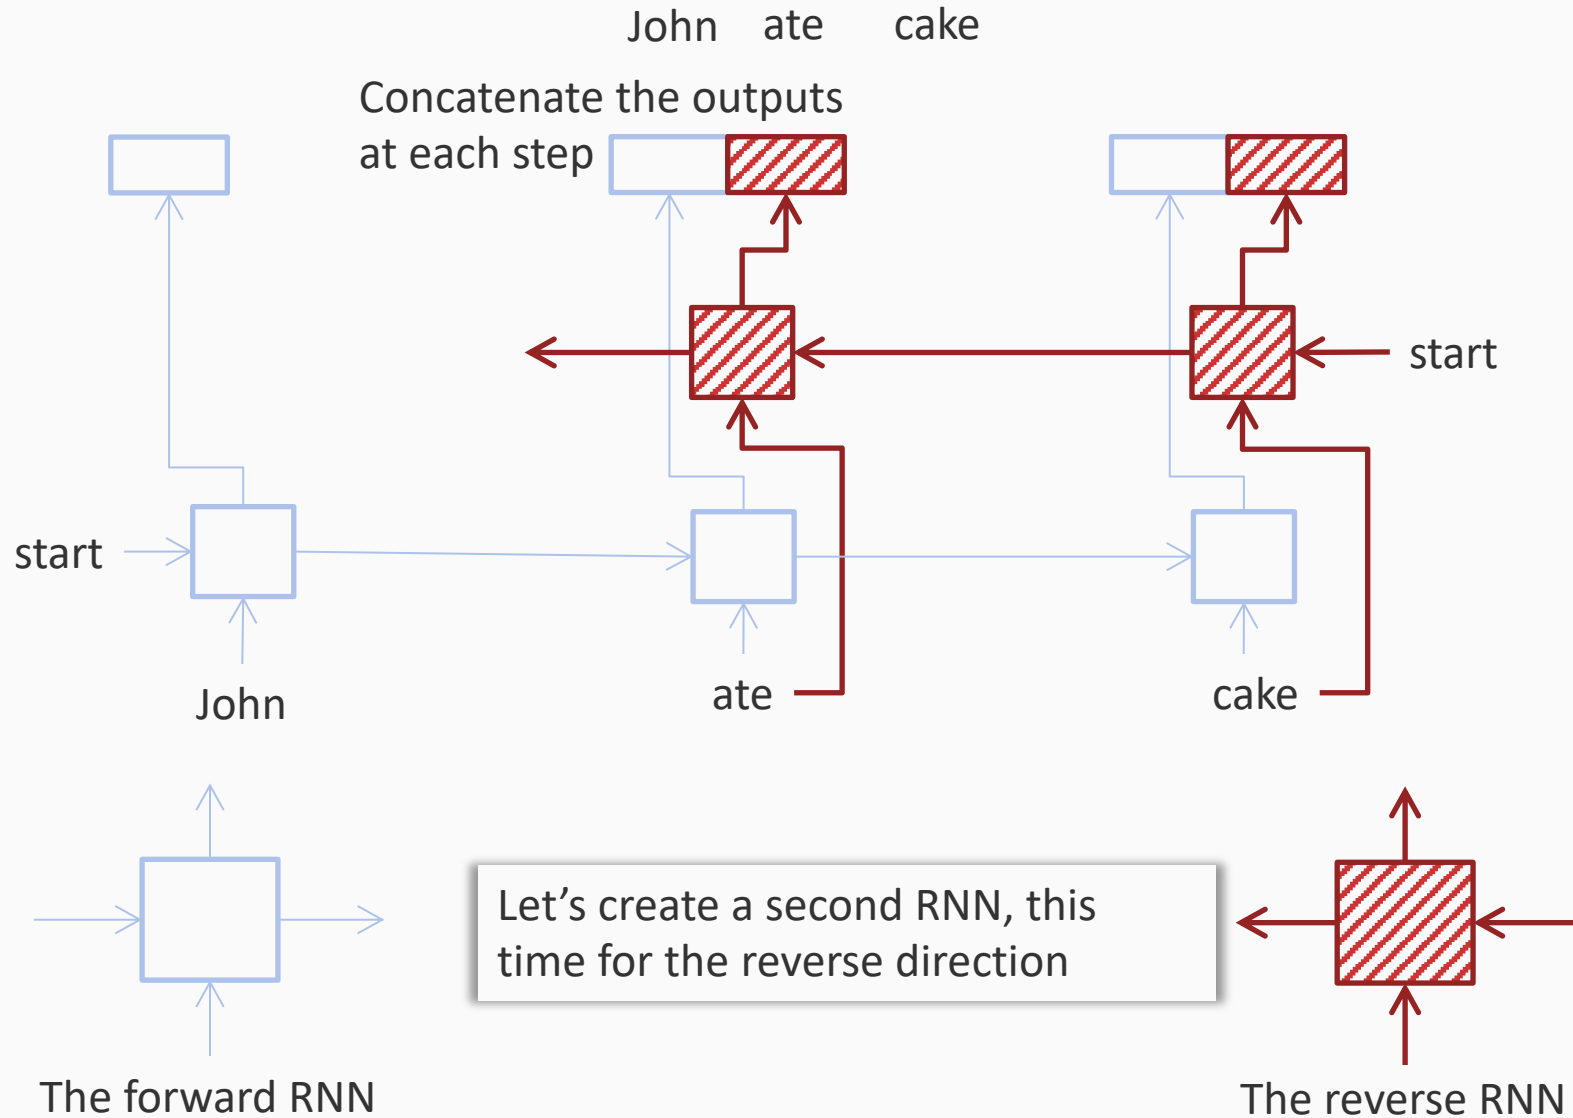 John ate cake
Concatenate the outputs
at each step
start
start
John
ate
cake
Let’s create a second RNN, this
time for the reverse direction
The forward RNN
The reverse RNN